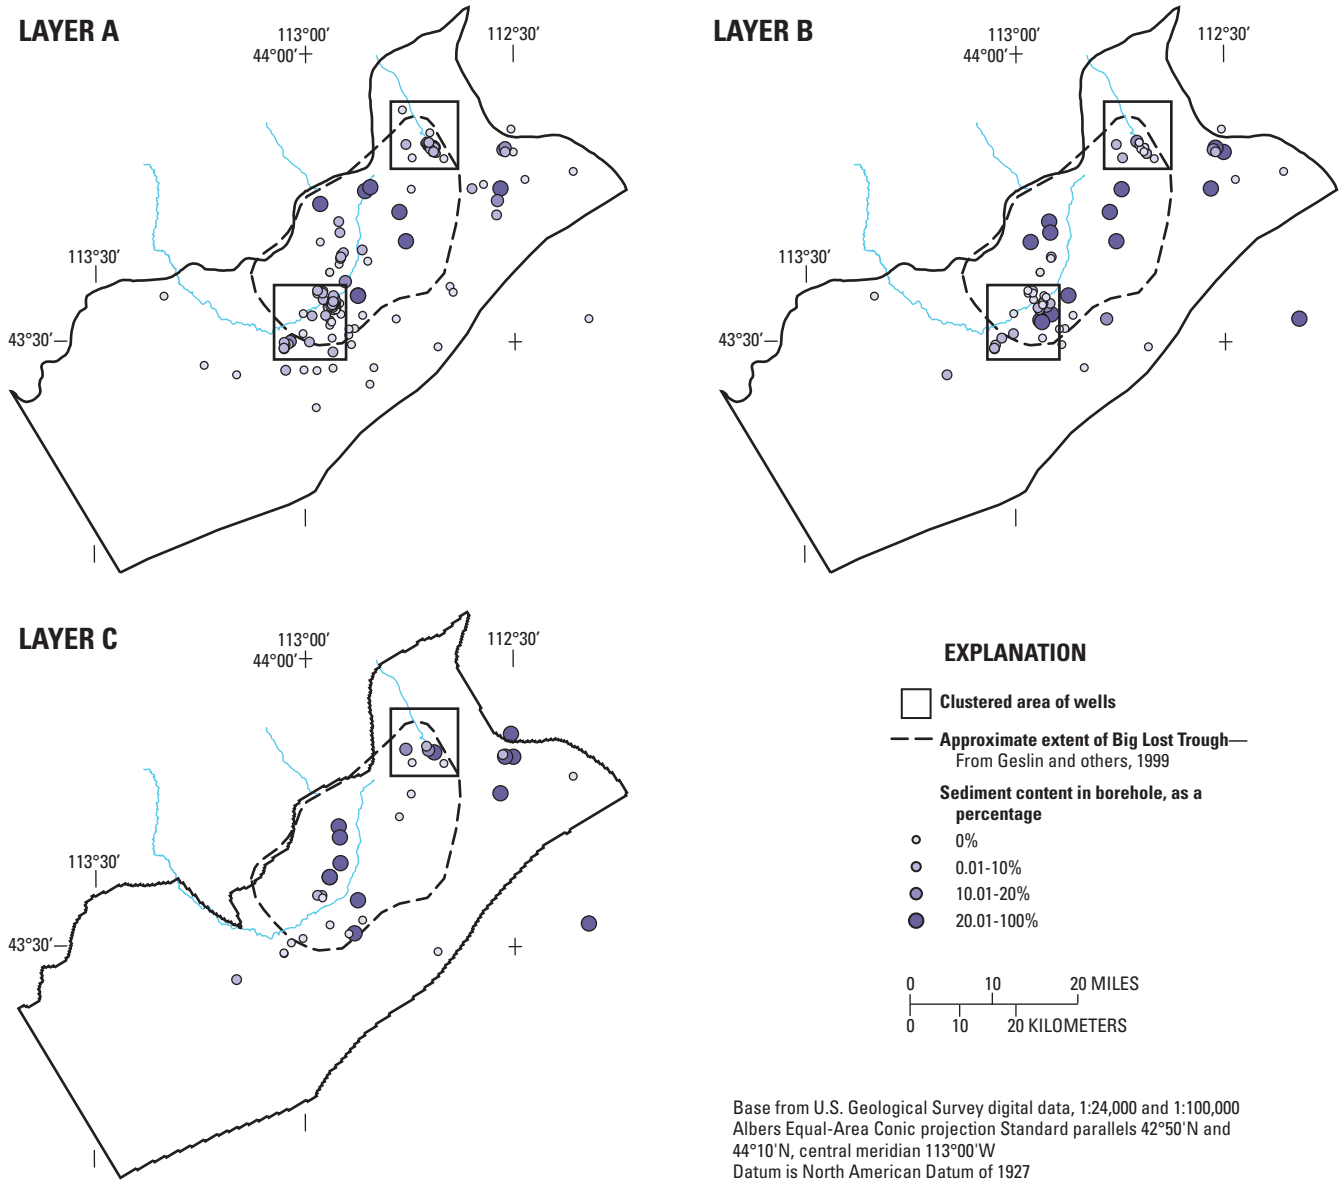 LAYER A
113°00′
44°00′
112°30′
113°30′
43°30′
LAYER B
113°00′
44°00′
112°30′
113°30′
43°30′
LAYER C
113°00′
44°00′
112°30′
113°30′
43°30′
EXPLANATION
Clustered area of wells
Approximate extent of Big Lost Trough—
From Geslin and others, 1999
Sediment content in borehole, as a
percentage
0%
0.01-10%
10.01-20%
20.01-100%
0 10 20 MILES
0 10 20 KILOMETERS
Base from U.S. Geological Survey digital data, 1:24,000 and 1:100,000
Albers Equal-Area Conic projection Standard parallels 42°50'N and
44°10'N, central meridian 113°00'W
Datum is North American Datum of 1927